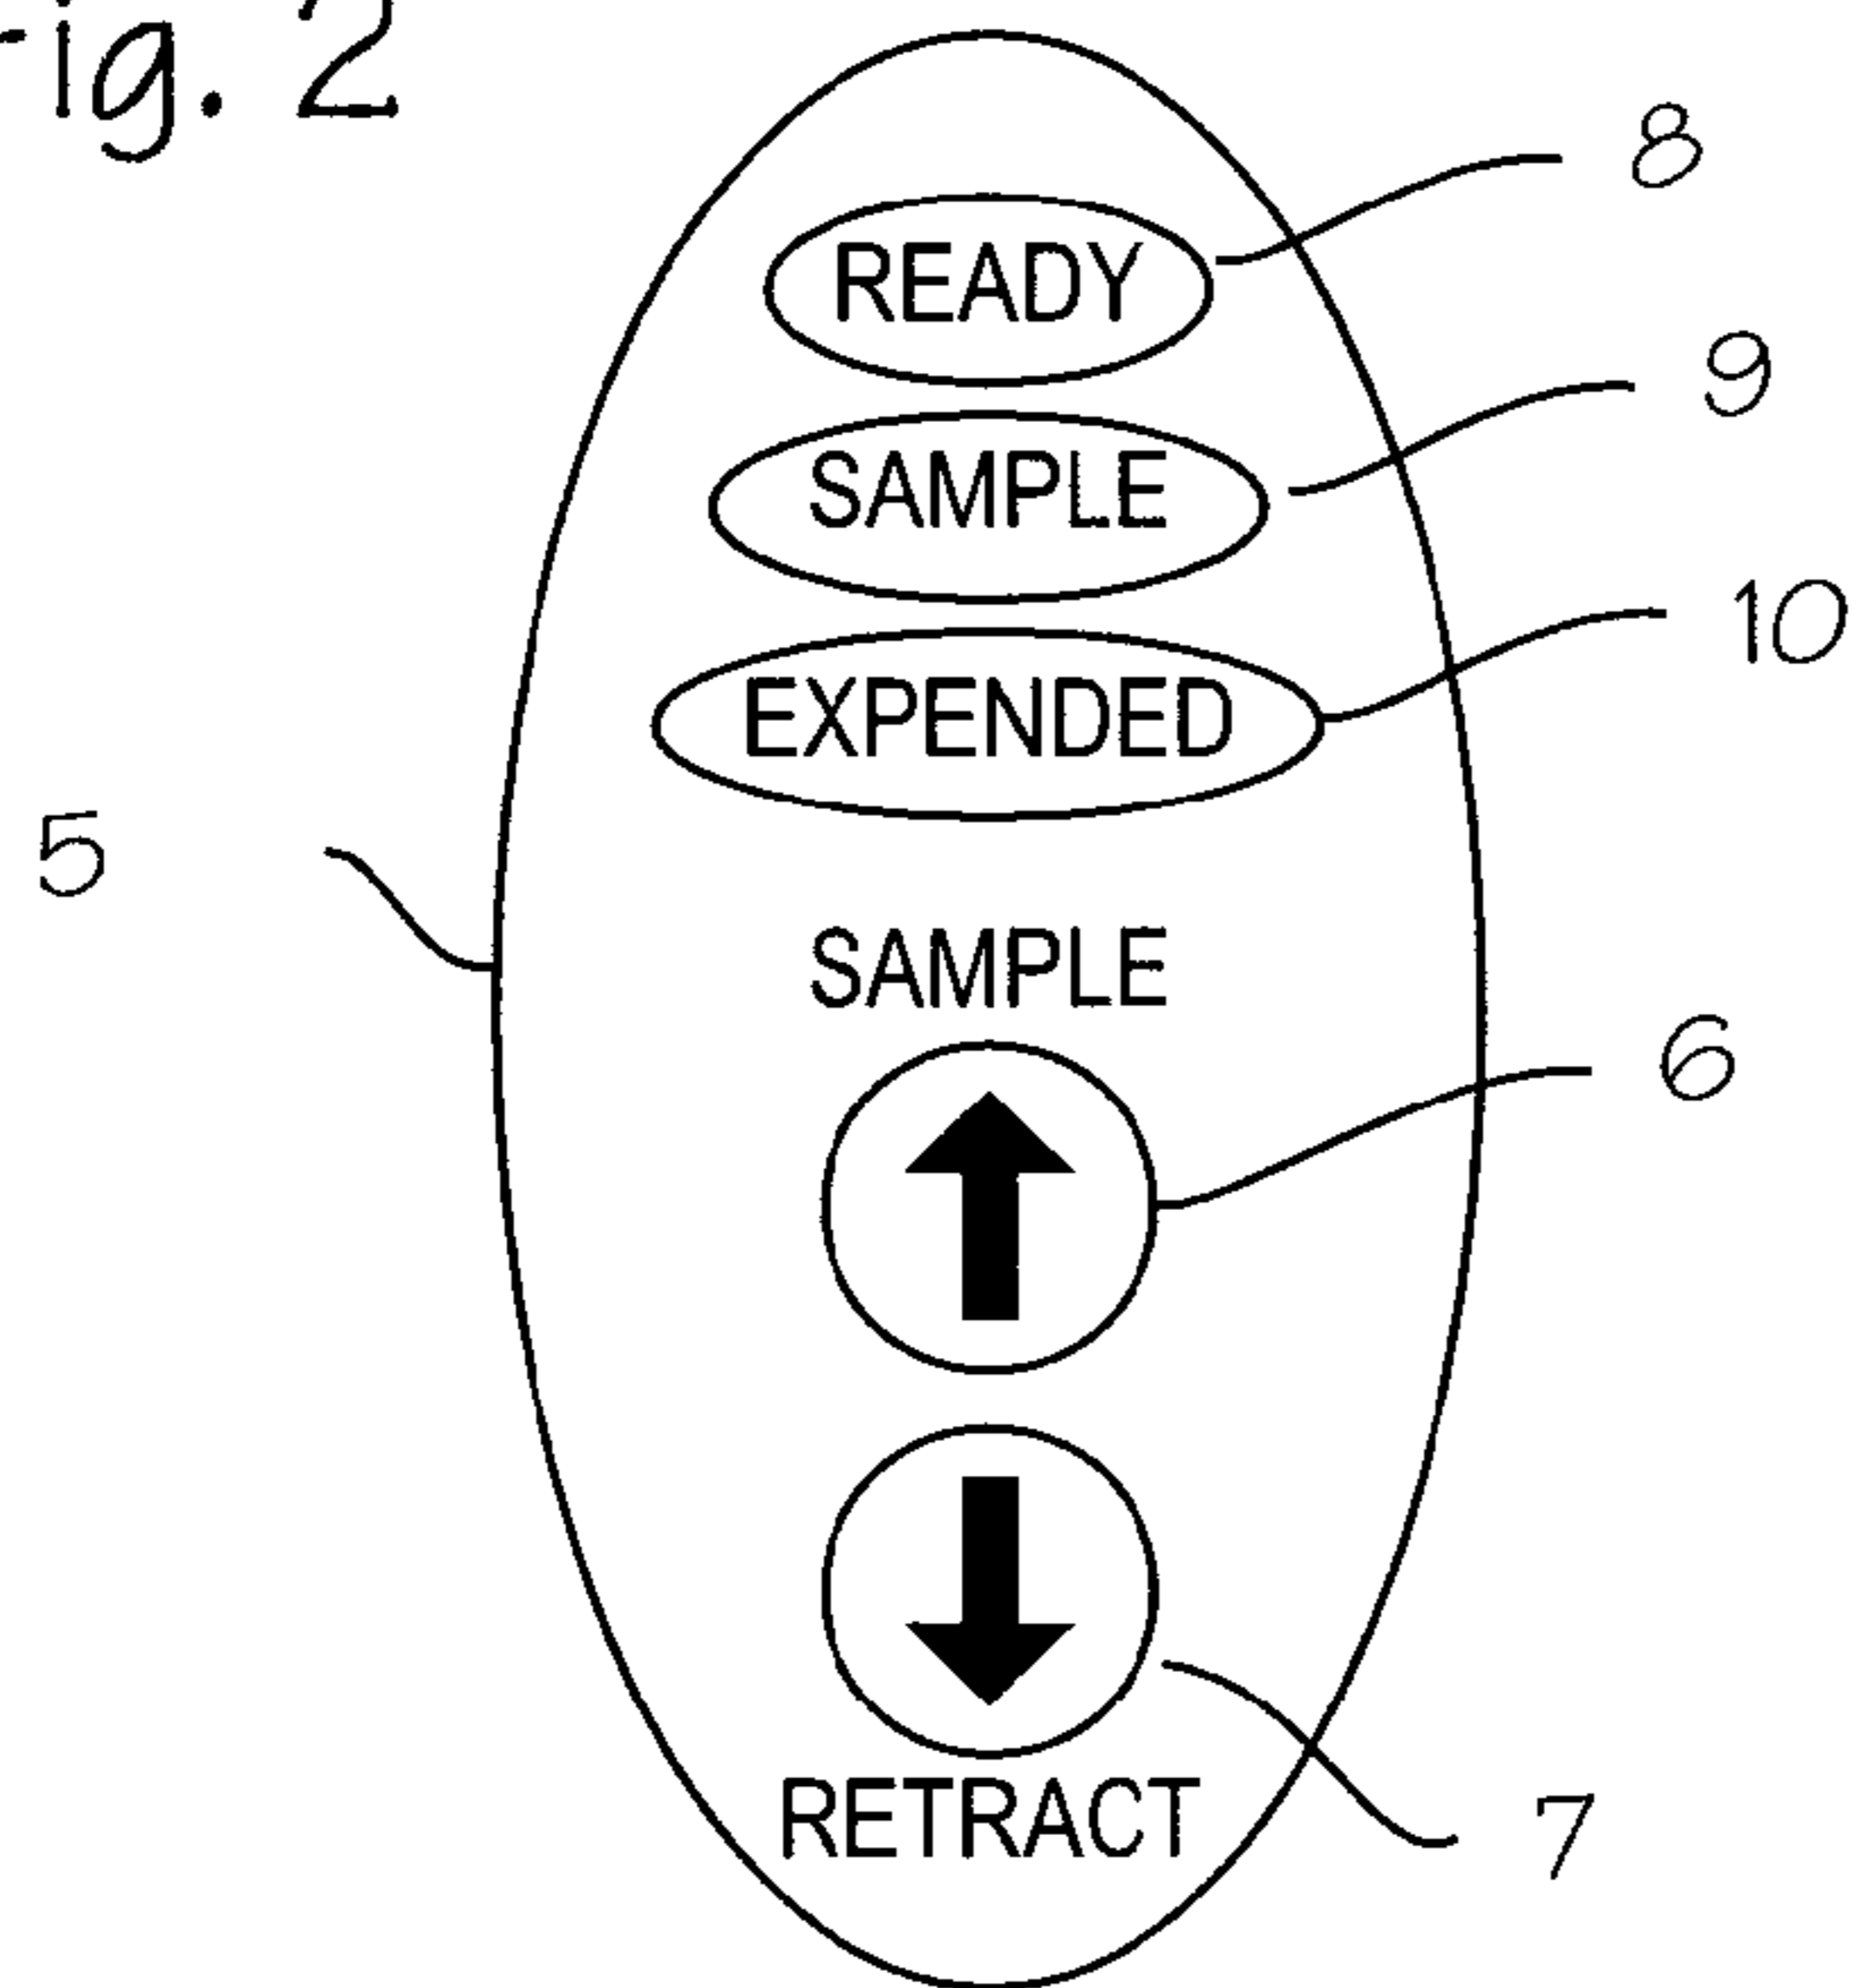 Fig. 2
8
READY
9
SAMPLE
10
EXPENDED
5
SAMPLE
6
7
RETRACT